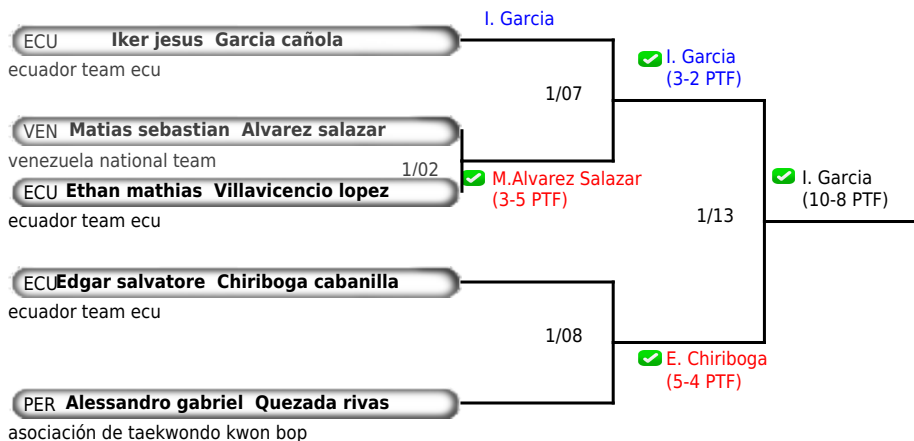 I. Garcia
ECU Iker jesus Garcia cañola
ecuador team ecu
I. Garcia
(3-2 PTF)
1/07
VEN Matias sebastian Alvarez salazar
venezuela national team
1/02
M.Alvarez Salazar
(3-5 PTF)
ECU Ethan mathias Villavicencio lopez
ecuador team ecu
I. Garcia
(10-8 PTF)
1/13
ECU Edgar salvatore Chiriboga cabanilla
ecuador team ecu
1/08
E. Chiriboga
(5-4 PTF)
PER Alessandro gabriel Quezada rivas
asociación de taekwondo kwon bop